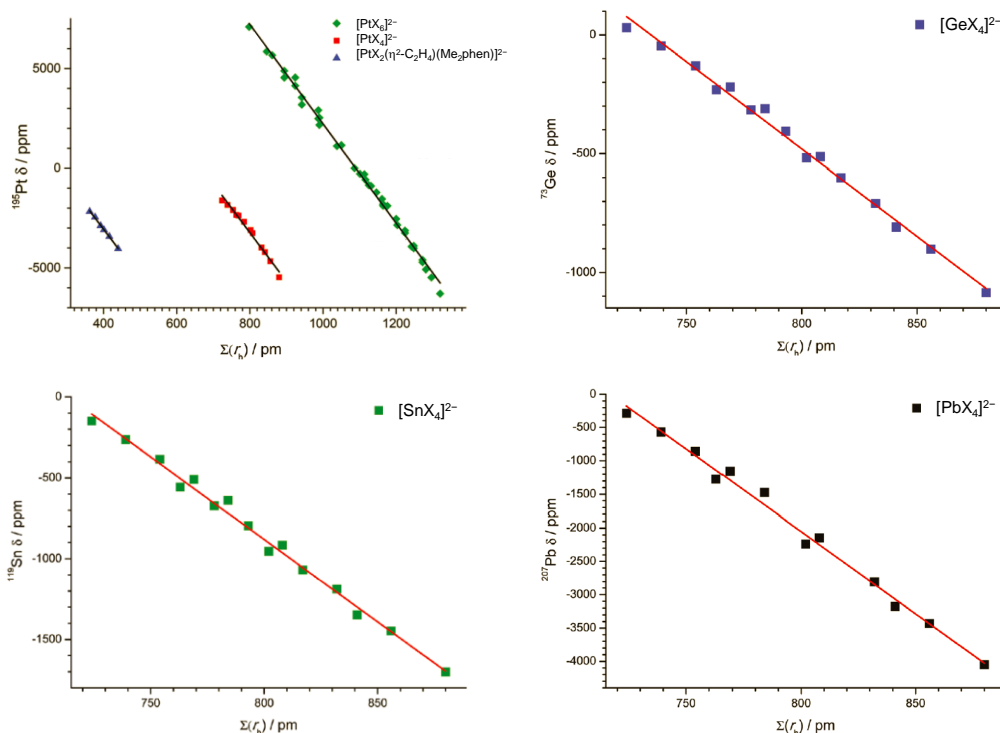 [PtX₆]²⁻
[PtX₄]²⁻
[PtX₂(η²-C₂H₄)(Me₂phen)]²⁻
5000
0
-5000
¹⁹⁵Pt δ / ppm
400 600 800 1000 1200
Σ(rₕ) / pm
[GeX₄]²⁻
0
-500
-1000
⁷³Ge δ / ppm
750 800 850
Σ(rₕ) / pm
[SnX₄]²⁻
0
-500
-1000
-1500
¹¹⁹Sn δ / ppm
750 800 850
Σ(rₕ) / pm
[PbX₄]²⁻
0
-500
-1000
-1500
-2000
-2500
-3000
-3500
-4000
²⁰⁷Pb δ / ppm
750 800 850
Σ(rₕ) / pm